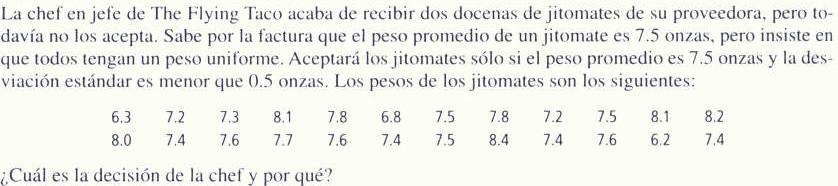 La chef en jefe de The Flying Taco acaba de recibir dos docenas de jitomates de su proveedora, pero to-
davía no los acepta. Sabe por la factura que el peso promedio de un jitomate es 7.5 onzas, pero insiste en
que todos tengan un peso uniforme. Aceptará los jitomates sólo si el peso promedio es 7.5 onzas y la des-
viación estándar es menor que 0.5 onzas. Los pesos de los jitomates son los siguientes:
6.3 7.2 7.3 8.1 7.8 6.8 7.5 7.8 7.2 7.5 8.1 8.2
8.0 7.4 7.6 7.7 7.6 7.4 7.5 8.4 7.4 7.6 6.2 7.4
¿Cuál es la decisión de la chef y por qué?